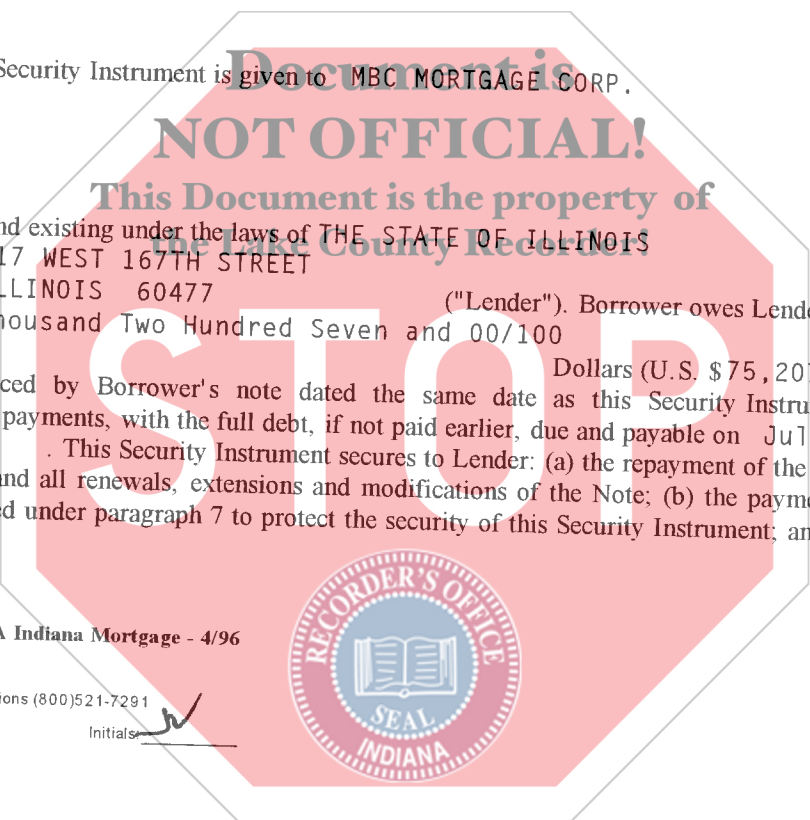 Security Instrument is given to MBC MORTGAGE CORP.
Document is
NOT OFFICIAL!
This Document is the property of
the Lake County Recorder!
nd existing under the laws of THE STATE OF ILLINOIS
17 WEST 167TH STREET
LLINOIS 60477 ("Lender"). Borrower owes Lende
housand Two Hundred Seven and 00/100
Dollars (U.S. $75,207
ced by Borrower's note dated the same date as this Security Instru
payments, with the full debt, if not paid earlier, due and payable on Jul
. This Security Instrument secures to Lender: (a) the repayment of the
nd all renewals, extensions and modifications of the Note; (b) the payme
ed under paragraph 7 to protect the security of this Security Instrument; an
STOP
A Indiana Mortgage - 4/96
ions (800)521-7291
Initials:
RECORDER'S OFFICE
SEAL
INDIANA